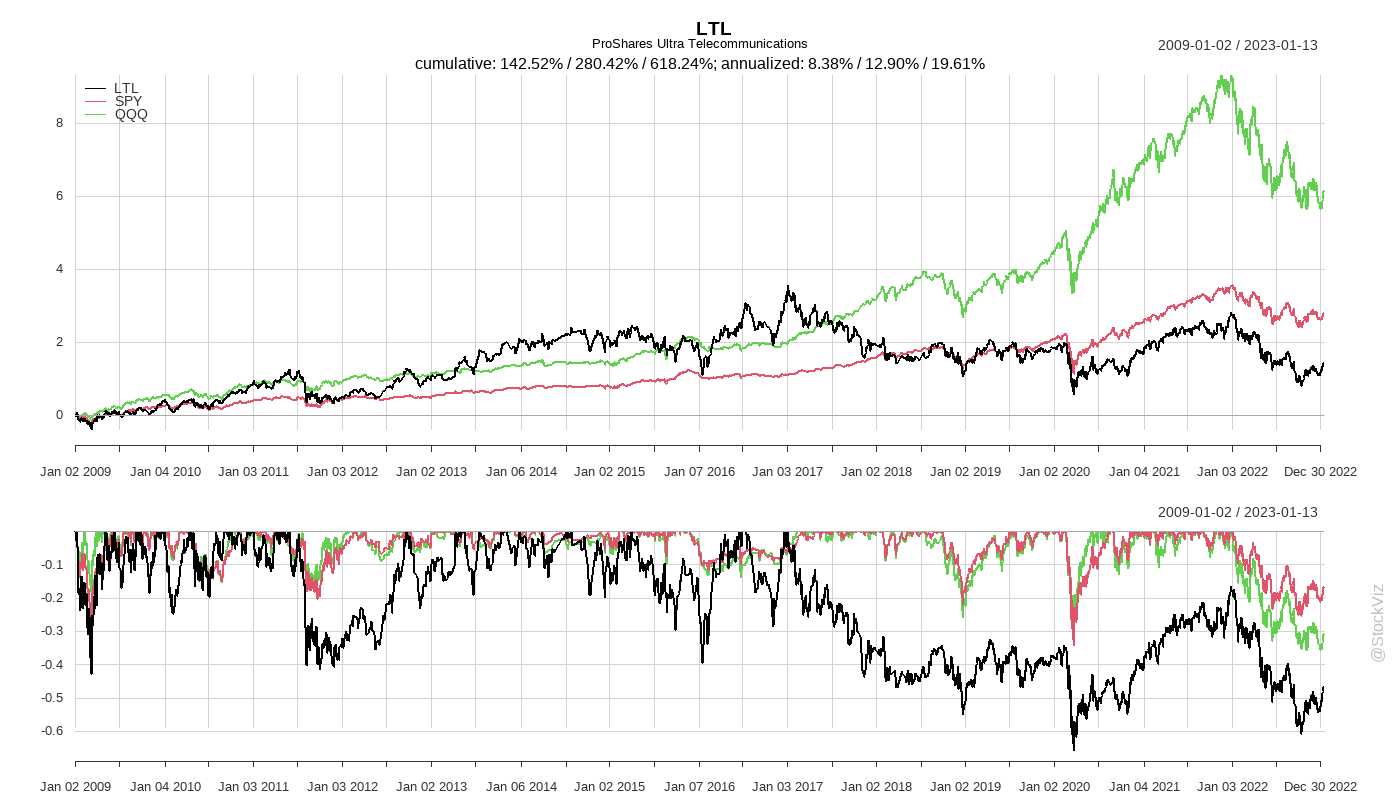 LTL
ProShares Ultra Telecommunications
2009-01-02 / 2023-01-13
cumulative: 142.52% / 280.42% / 618.24%; annualized: 8.38% / 12.90% / 19.61%
LTL
SPY
QQQ
8
6
4
2
0
Jan 02 2009 Jan 04 2010 Jan 03 2011 Jan 03 2012 Jan 02 2013 Jan 06 2014 Jan 02 2015 Jan 07 2016 Jan 03 2017 Jan 02 2018 Jan 02 2019 Jan 02 2020 Jan 04 2021 Jan 03 2022 Dec 30 2022
2009-01-02 / 2023-01-13
-0.1
-0.2
-0.3
-0.4
-0.5
-0.6
Jan 02 2009 Jan 04 2010 Jan 03 2011 Jan 03 2012 Jan 02 2013 Jan 06 2014 Jan 02 2015 Jan 07 2016 Jan 03 2017 Jan 02 2018 Jan 02 2019 Jan 02 2020 Jan 04 2021 Jan 03 2022 Dec 30 2022
@StockViz